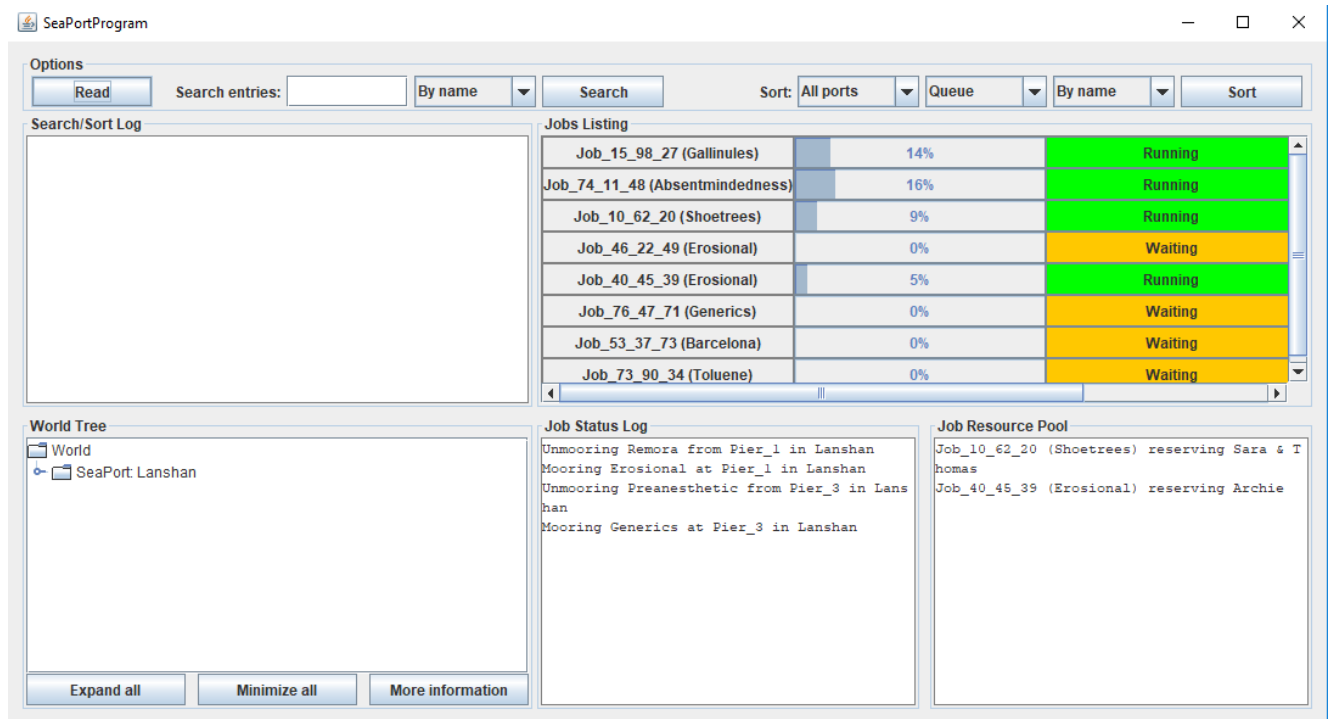 SeaPortProgram
Options
Read Search entries: By name Search Sort: All ports Queue By name Sort
Search/Sort Log
Jobs Listing
Job_15_98_27 (Gallinules) 14% Running
Job_74_11_48 (Absentmindedness) 16% Running
Job_10_62_20 (Shoetrees) 9% Running
Job_46_22_49 (Erosional) 0% Waiting
Job_40_45_39 (Erosional) 5% Running
Job_76_47_71 (Generics) 0% Waiting
Job_53_37_73 (Barcelona) 0% Waiting
Job_73_90_34 (Toluene) 0% Waiting
World Tree
World
SeaPort: Lanshan
Expand all Minimize all More information
Job Status Log
Unmooring Remora from Pier_1 in Lanshan
Mooring Erosional at Pier_1 in Lanshan
Unmooring Preanesthetic from Pier_3 in Lans
han
Mooring Generics at Pier_3 in Lanshan
Job Resource Pool
Job_10_62_20 (Shoetrees) reserving Sara & T
homas
Job_40_45_39 (Erosional) reserving Archie